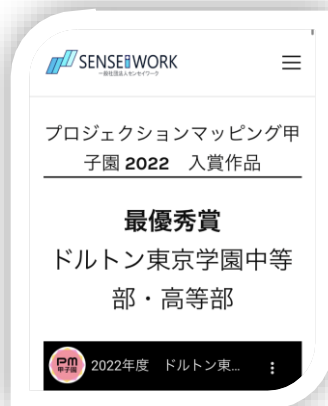 SENSEiWORK
一般社団法人センセイワーク
プロジェクションマッピング甲
子園 2022　入賞作品
最優秀賞
ドルトン東京学園中等
部・高等部
PM
甲子園
2022年度　ドルトン東...